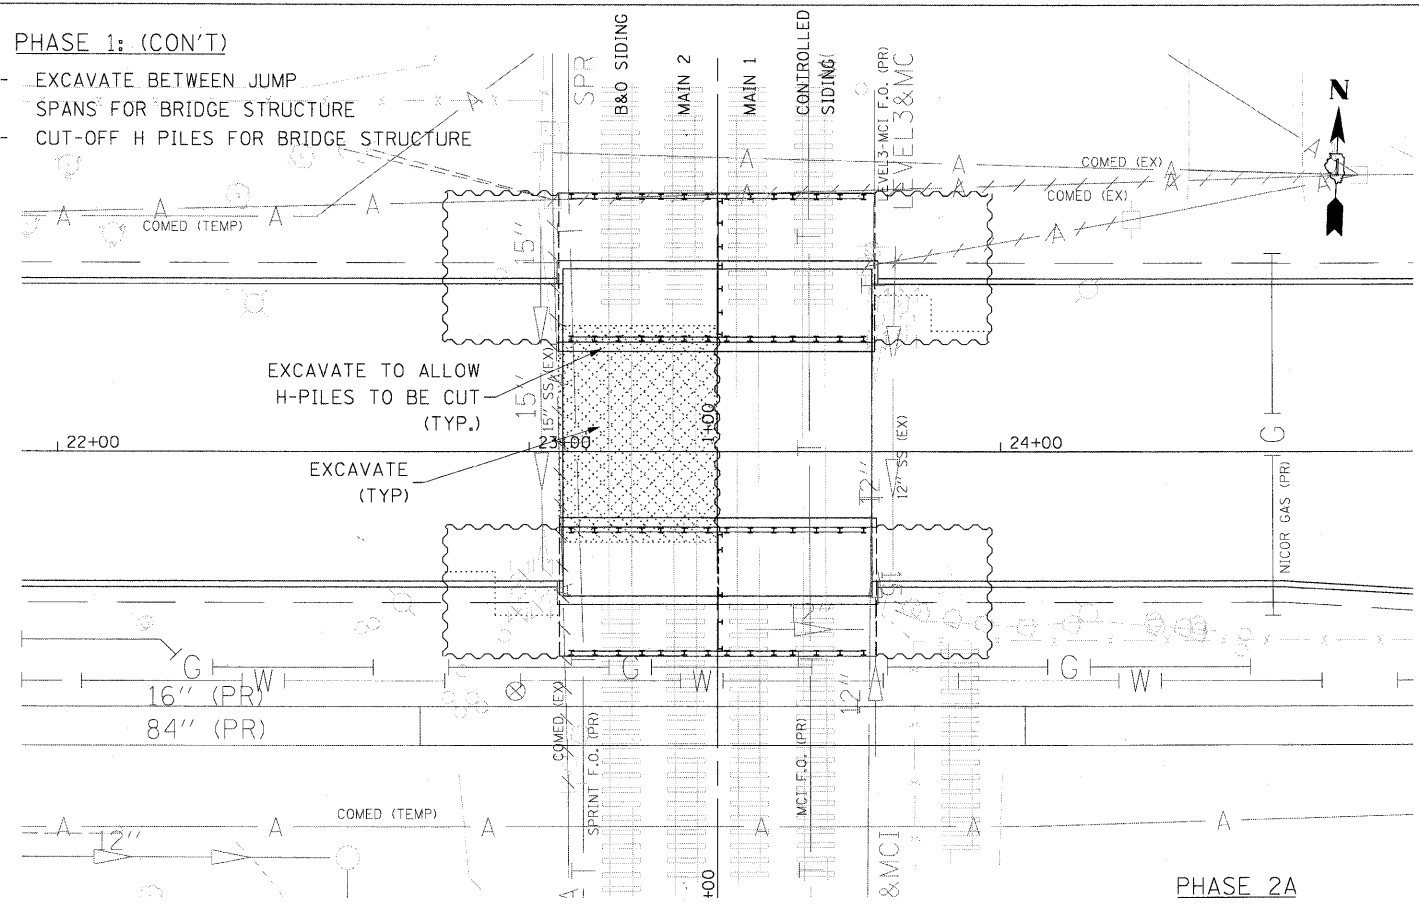 PHASE 1: (CON'T)
- EXCAVATE BETWEEN JUMP
SPANS FOR BRIDGE STRUCTURE
- CUT-OFF H PILES FOR BRIDGE STRUCTURE
SPR
B&O SIDING
MAIN 2
MAIN 1
CONTROLLED
SIDING
LEVEL3-MCI F.O. (PR)
LEVEL3&MC
N
A
A
A
A
COMED (EX)
A
A
COMED (EX)
A
A
A
A
A
A
A
COMED (TEMP)
A
15''
T
T
T
EXCAVATE TO ALLOW
H-PILES TO BE CUT
(TYP.)
15''
15'' SS (EX)
22+00
23+00
1+00
T
24+00
G
EXCAVATE
(TYP)
12''
12'' SS (EX)
NICOR GAS (PR)
15''
12''
G
W
G
W
G
W
16'' (PR)
84'' (PR)
12''
COMED (EX)
SPRINT F.O. (PR)
MCI F.O. (PR)
T
T
COMED (TEMP)
A
A
A
A
A
A
12''
T
T
+00
&MCI
A
PHASE 2A